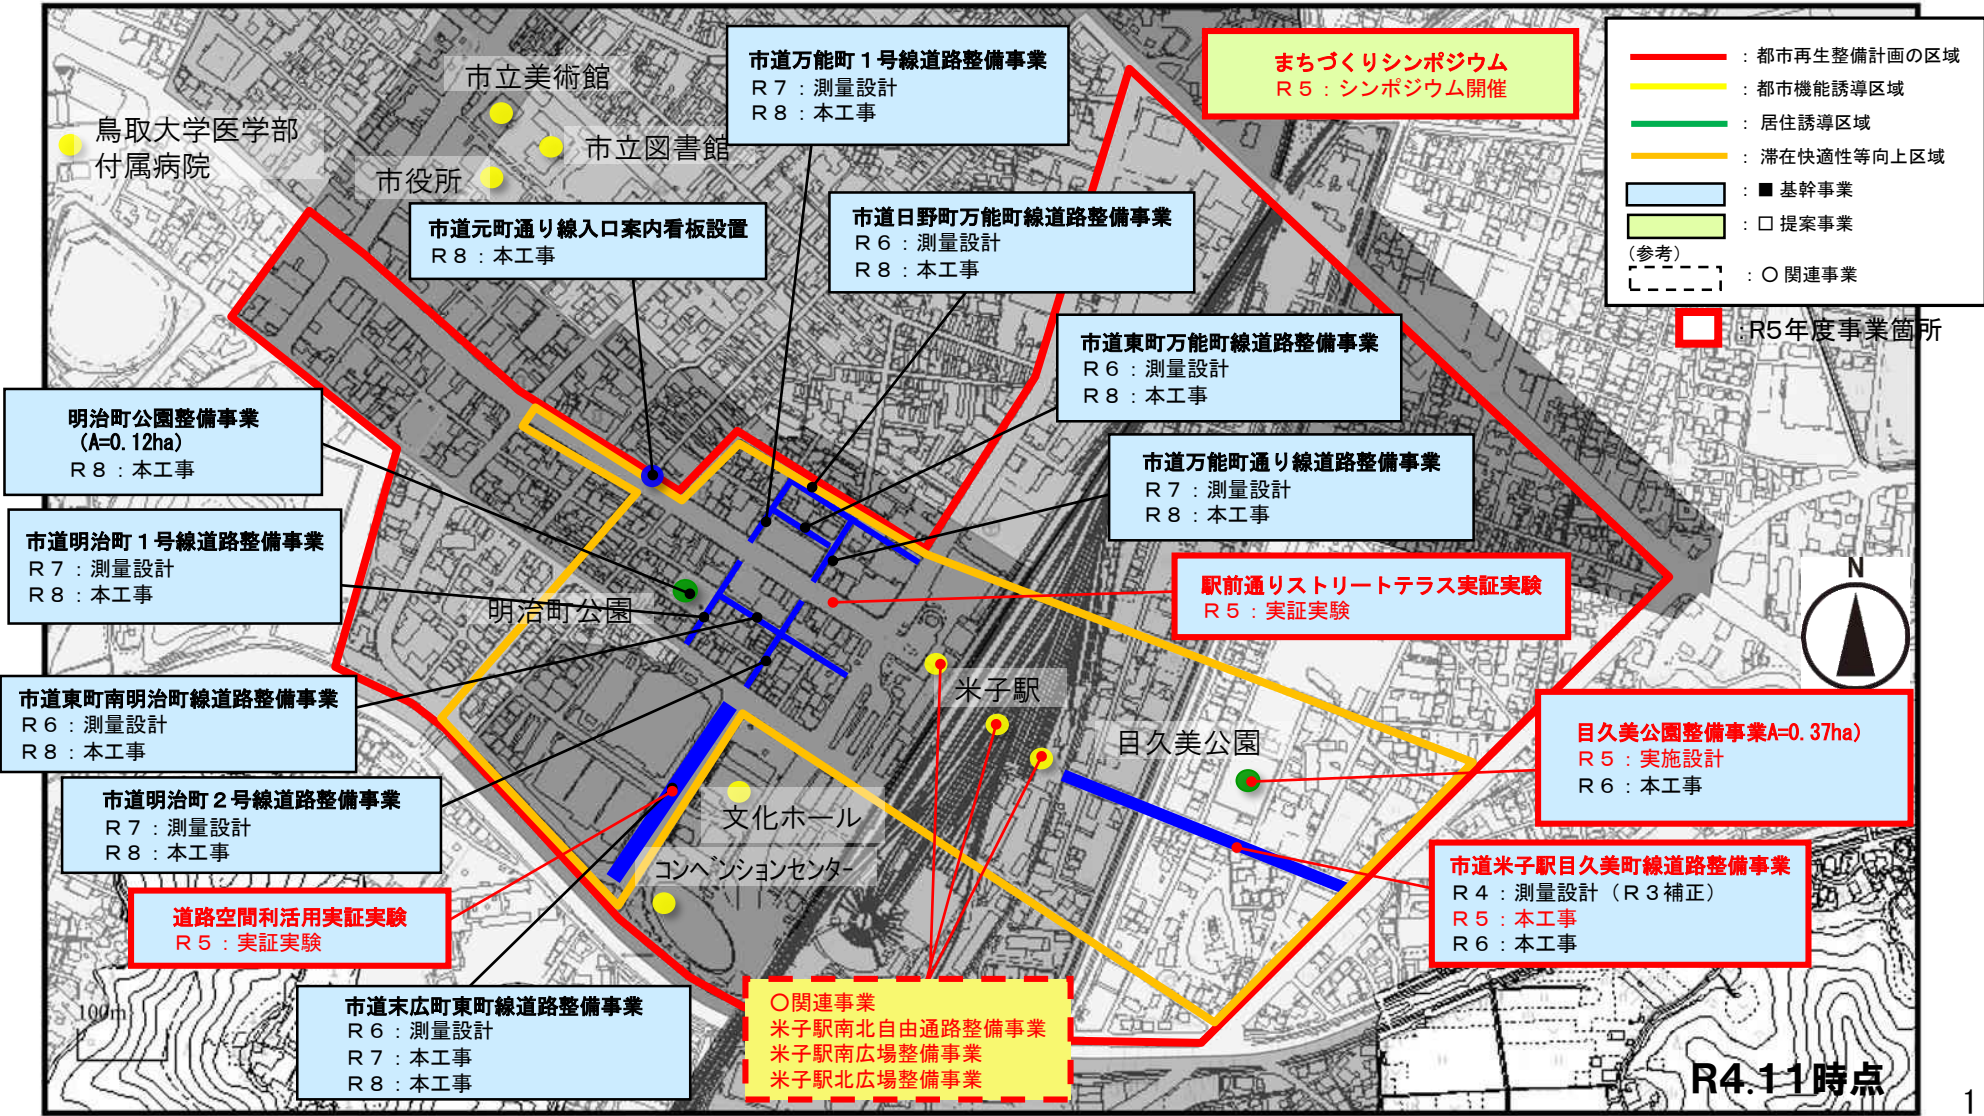 市道万能町１号線道路整備事業
Ｒ７：測量設計
Ｒ８：本工事
まちづくりシンポジウム
Ｒ５：シンポジウム開催
：都市再生整備計画の区域
：都市機能誘導区域
：居住誘導区域
：滞在快適性等向上区域
：■ 基幹事業
：□ 提案事業
(参考)
：○ 関連事業
：R5年度事業箇所
市立美術館
鳥取大学医学部
付属病院
市立図書館
市役所
市道元町通り線入口案内看板設置
Ｒ８：本工事
市道日野町万能町線道路整備事業
Ｒ６：測量設計
Ｒ８：本工事
市道東町万能町線道路整備事業
Ｒ６：測量設計
Ｒ８：本工事
明治町公園整備事業
(A=0.12ha)
Ｒ８：本工事
市道万能町通り線道路整備事業
Ｒ７：測量設計
Ｒ８：本工事
市道明治町１号線道路整備事業
Ｒ７：測量設計
Ｒ８：本工事
明治町公園
駅前通りストリートテラス実証実験
Ｒ５：実証実験
N
市道東町南明治町線道路整備事業
Ｒ６：測量設計
Ｒ８：本工事
米子駅
目久美公園
目久美公園整備事業A=0.37ha)
Ｒ５：実施設計
Ｒ６：本工事
市道明治町２号線道路整備事業
Ｒ７：測量設計
Ｒ８：本工事
文化ホール
コンベンションセンター
市道米子駅目久美町線道路整備事業
Ｒ４：測量設計（Ｒ３補正）
Ｒ５：本工事
Ｒ６：本工事
道路空間利活用実証実験
Ｒ５：実証実験
市道末広町東町線道路整備事業
Ｒ６：測量設計
Ｒ７：本工事
Ｒ８：本工事
○関連事業
米子駅南北自由通路整備事業
米子駅南広場整備事業
米子駅北広場整備事業
100m
R4.11時点
1